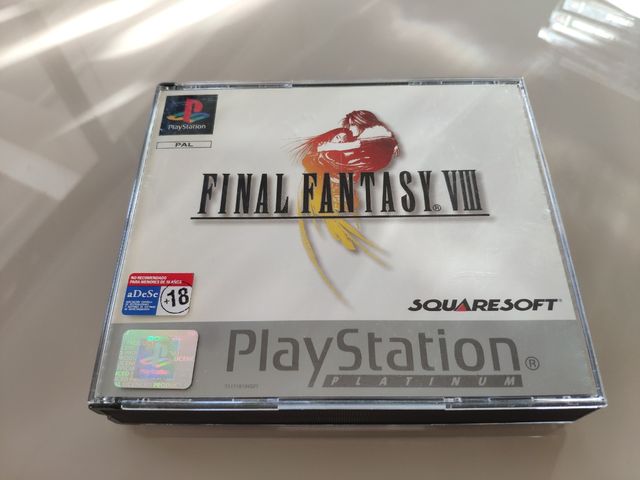 PlayStation
PAL
FINAL FANTASY® VIII
NO RECOMENDADO
PARA MENORES DE 18 AÑOS
aDeSe
+18
SQUARESOFT®
PlayStation®
PLATINUM